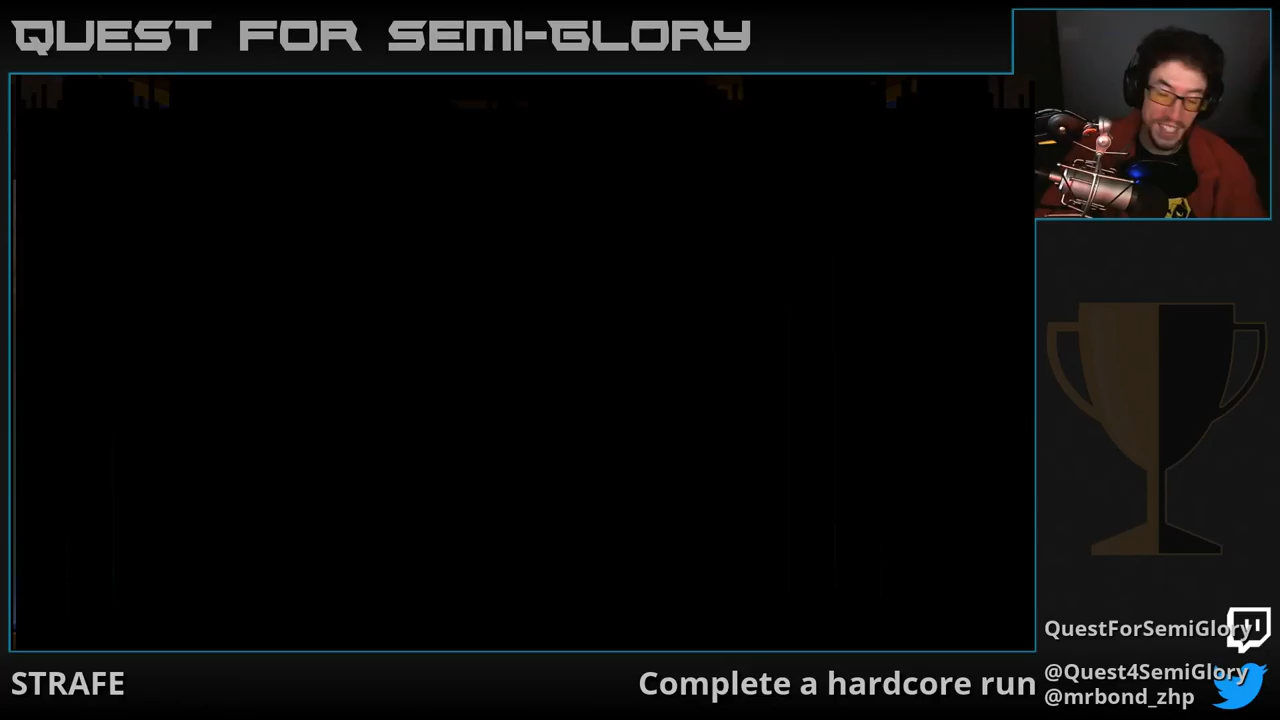 QUEST FOR SEMI-GLORY
QuestForSemiGlory
@Quest4SemiGlory
@mrbond_zhp
STRAFE
Complete a hardcore run